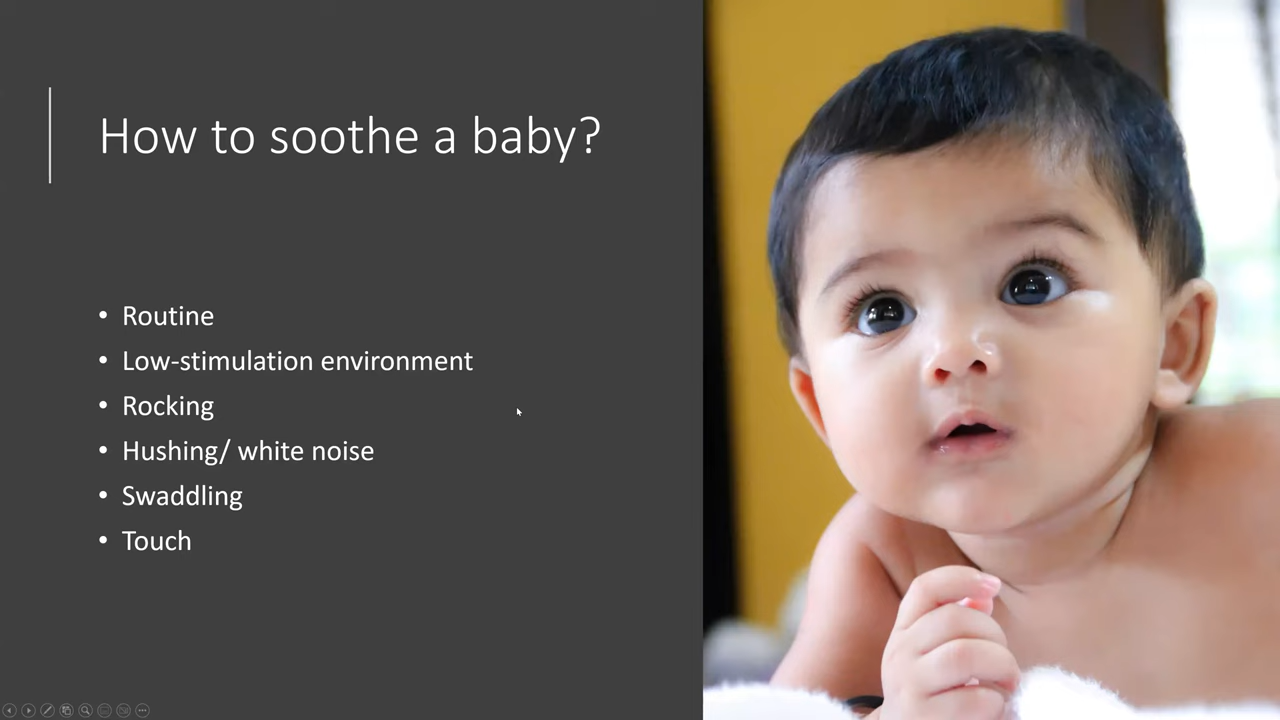 How to soothe a baby?
• Routine
• Low-stimulation environment
• Rocking
• Hushing/ white noise
• Swaddling
• Touch